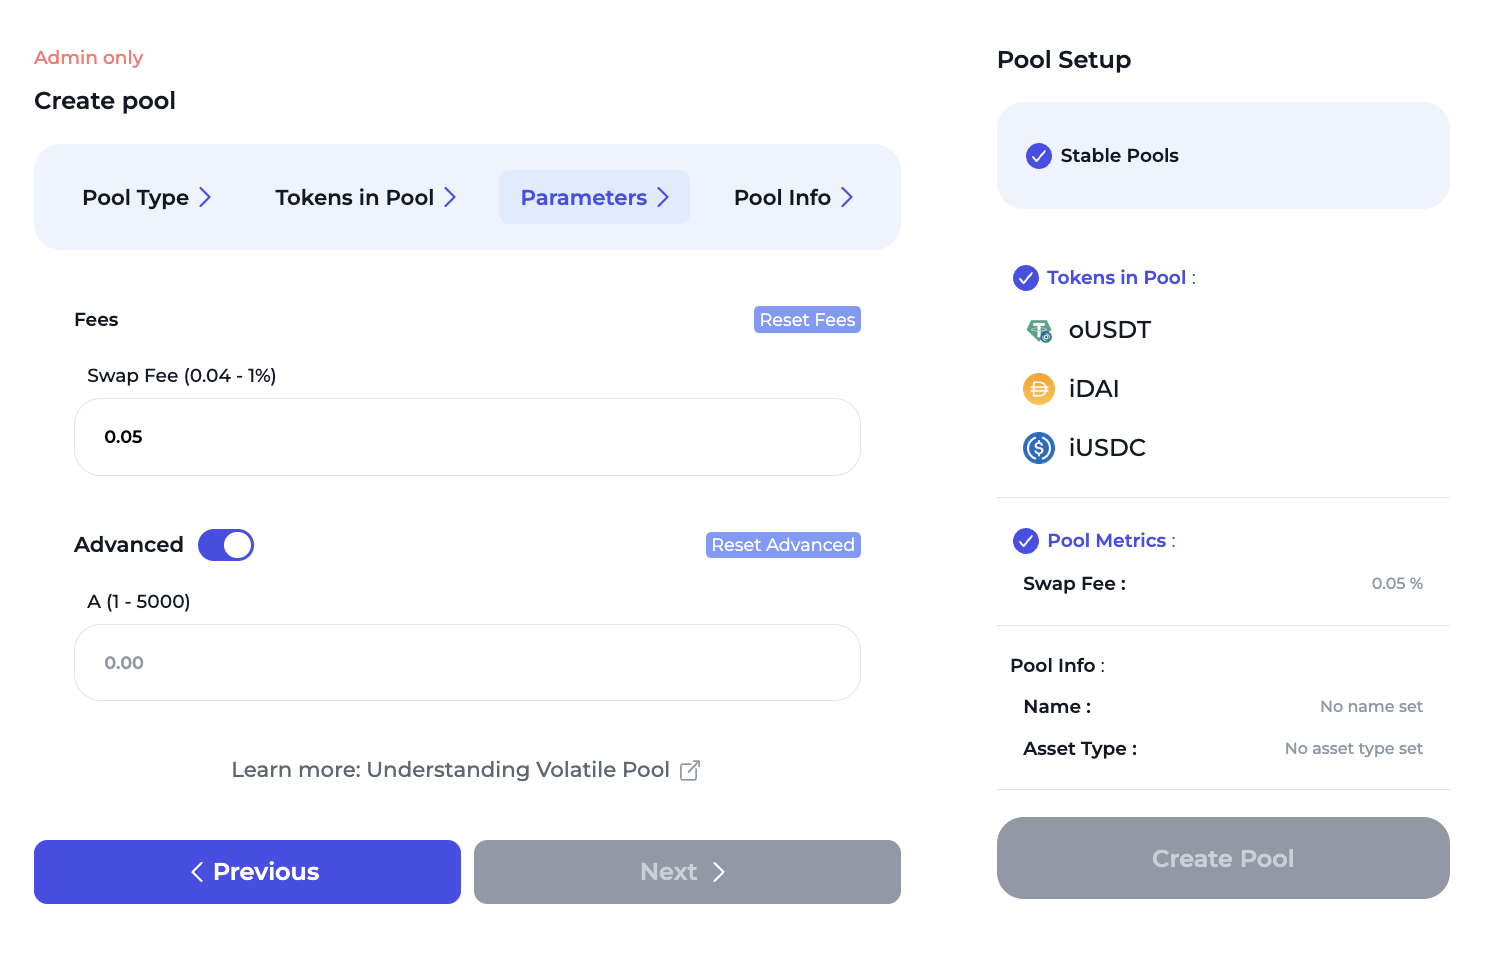 Admin only
Create pool
Pool Type
Tokens in Pool
Parameters
Pool Info
Fees
Reset Fees
Swap Fee (0.04 - 1%)
0.05
Advanced
Reset Advanced
A (1 - 5000)
0.00
Learn more: Understanding Volatile Pool
Previous
Next
Pool Setup
Stable Pools
Tokens in Pool :
oUSDT
iDAI
iUSDC
Pool Metrics :
Swap Fee : 0.05 %
Pool Info :
Name : No name set
Asset Type : No asset type set
Create Pool